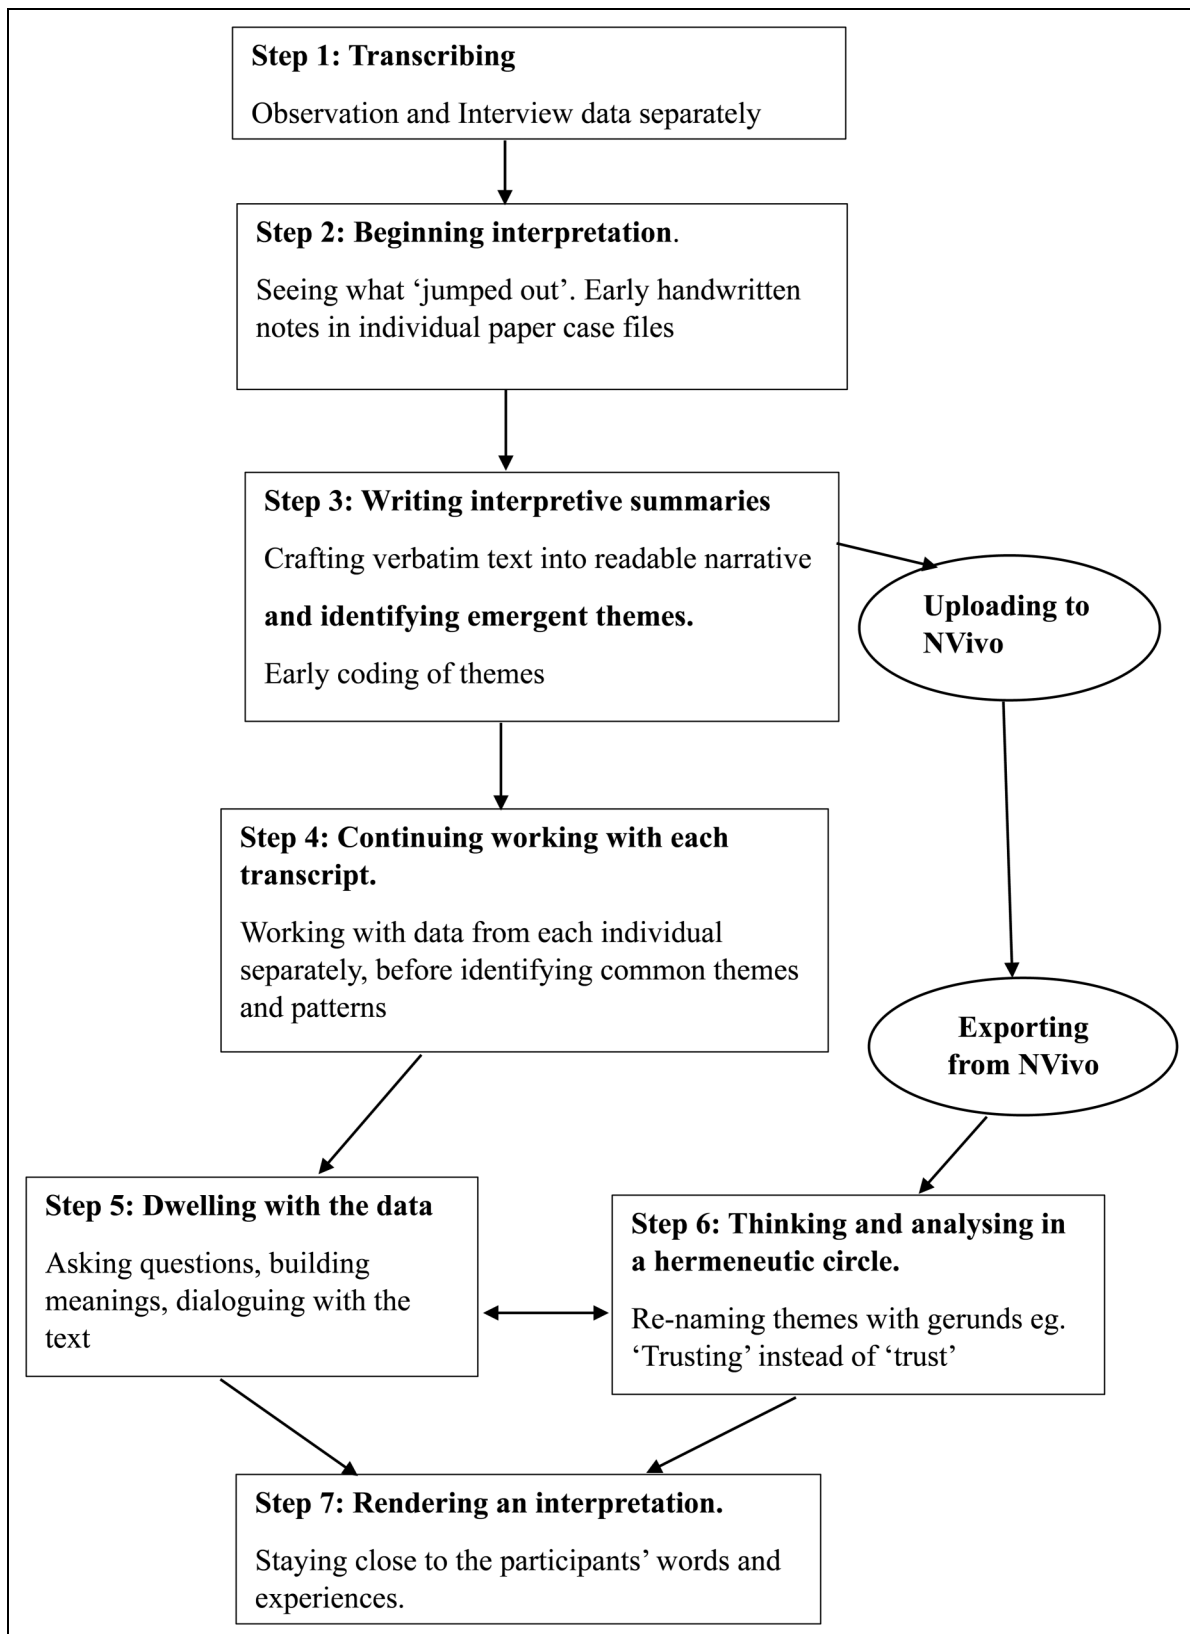 Step 1: Transcribing
Observation and Interview data separately
Step 2: Beginning interpretation.
Seeing what ‘jumped out’. Early handwritten
notes in individual paper case files
Step 3: Writing interpretive summaries
Crafting verbatim text into readable narrative
and identifying emergent themes.
Early coding of themes
Uploading to
NVivo
Step 4: Continuing working with each
transcript.
Working with data from each individual
separately, before identifying common themes
and patterns
Exporting
from NVivo
Step 5: Dwelling with the data
Asking questions, building
meanings, dialoguing with the
text
Step 6: Thinking and analysing in
a hermeneutic circle.
Re-naming themes with gerunds eg.
‘Trusting’ instead of ‘trust’
Step 7: Rendering an interpretation.
Staying close to the participants’ words and
experiences.